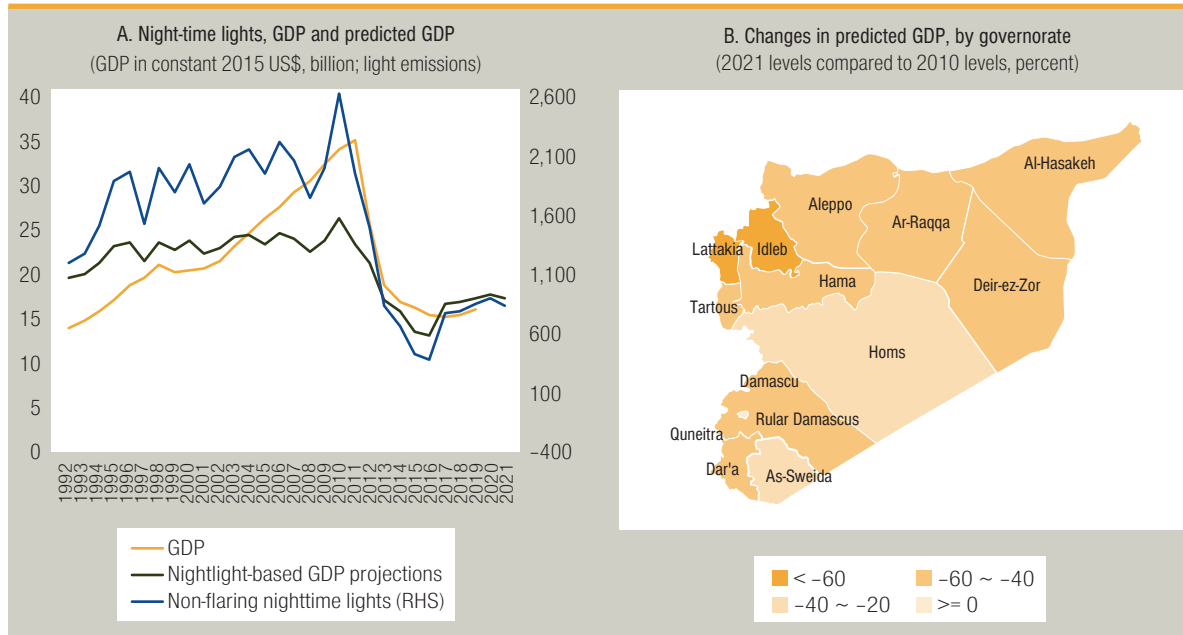 A. Night-time lights, GDP and predicted GDP
(GDP in constant 2015 US$, billion; light emissions)
40
35
30
25
20
15
10
5
0
2,600
2,100
1,600
1,100
600
100
–400
1992
1993
1994
1995
1996
1997
1998
1999
2000
2001
2002
2003
2004
2005
2006
2007
2008
2009
2010
2011
2012
2013
2014
2015
2016
2017
2018
2019
2020
2021
GDP
Nightlight-based GDP projections
Non-flaring nighttime lights (RHS)
B. Changes in predicted GDP, by governorate
(2021 levels compared to 2010 levels, percent)
Al-Hasakeh
Aleppo
Ar-Raqqa
Lattakia
Idleb
Hama
Deir-ez-Zor
Tartous
Homs
Damascu
Rular Damascus
Quneitra
Dar'a
As-Sweida
< –60
–60 ~ –40
–40 ~ –20
>= 0